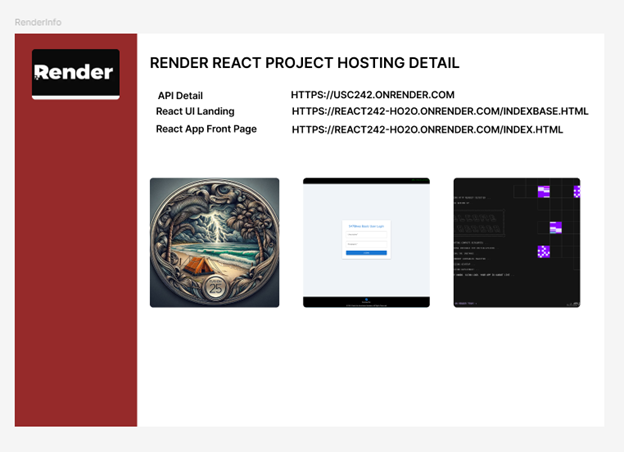 RenderInfo
Render
RENDER REACT PROJECT HOSTING DETAIL
API Detail HTTPS://USC242.ONRENDER.COM
React UI Landing HTTPS://REACT242-HO2O.ONRENDER.COM/INDEXBASE.HTML
React App Front Page HTTPS://REACT242-HO2O.ONRENDER.COM/INDEX.HTML
25